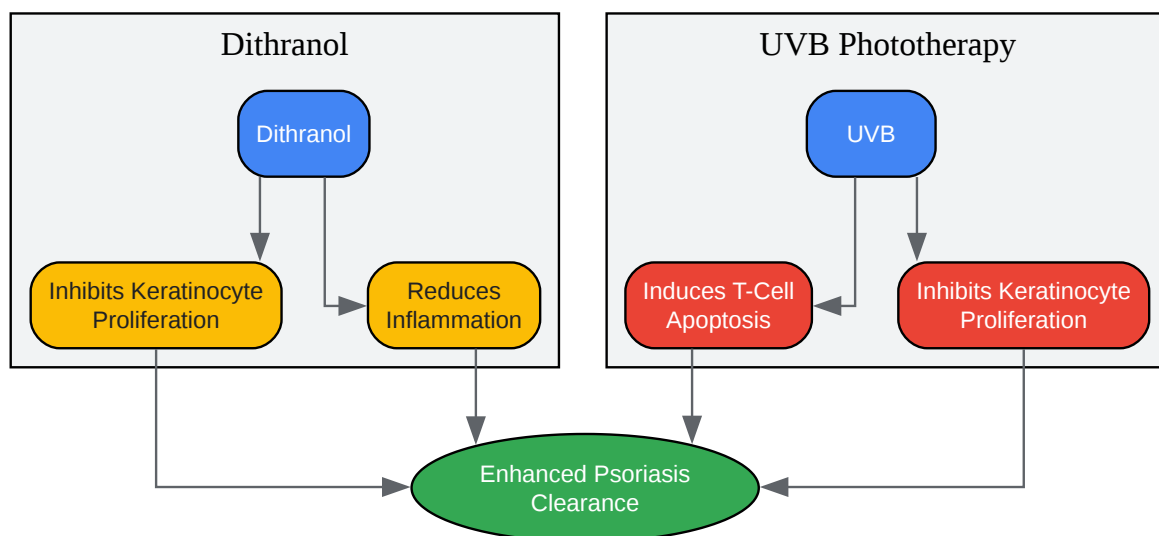 Dithranol
UVB Phototherapy
Dithranol
UVB
Inhibits Keratinocyte
Proliferation
Reduces
Inflammation
Induces T-Cell
Apoptosis
Inhibits Keratinocyte
Proliferation
Enhanced Psoriasis
Clearance